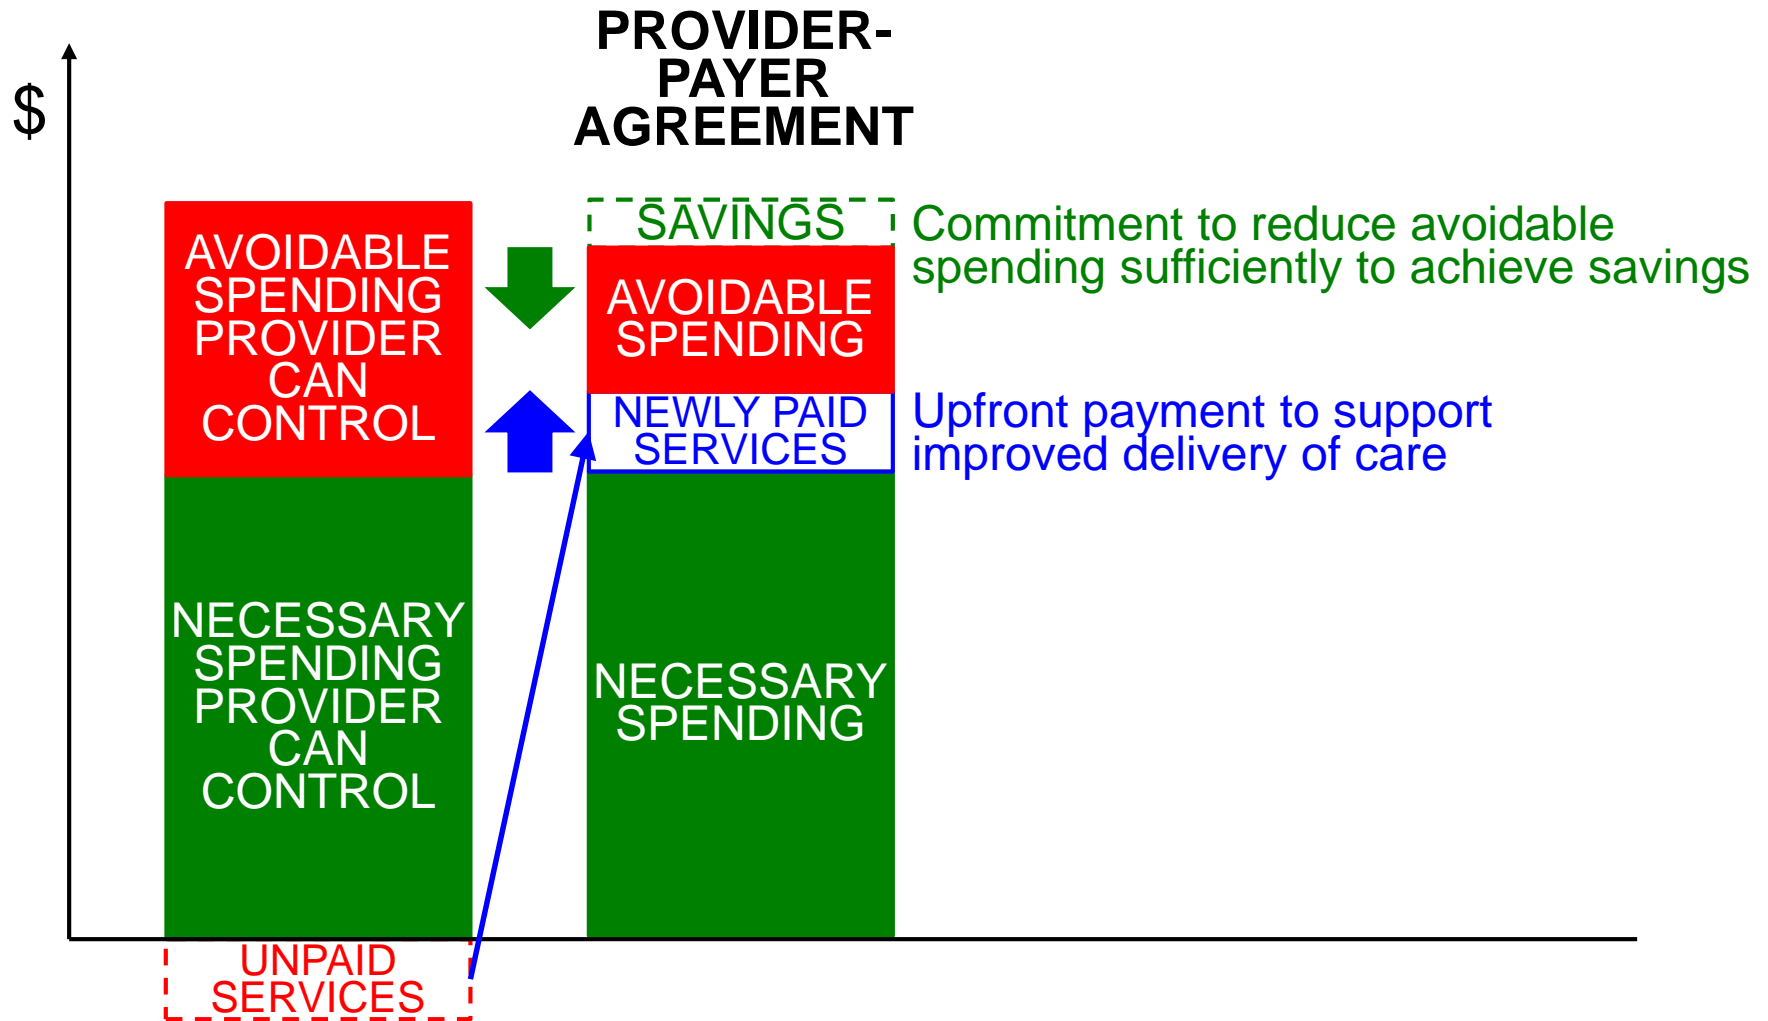 PROVIDER-
PAYER
AGREEMENT
$
AVOIDABLE
SPENDING
PROVIDER
CAN
CONTROL
NECESSARY
SPENDING
PROVIDER
CAN
CONTROL
UNPAID
SERVICES
SAVINGS
AVOIDABLE
SPENDING
NEWLY PAID
SERVICES
NECESSARY
SPENDING
Commitment to reduce avoidable
spending sufficiently to achieve savings
Upfront payment to support
improved delivery of care